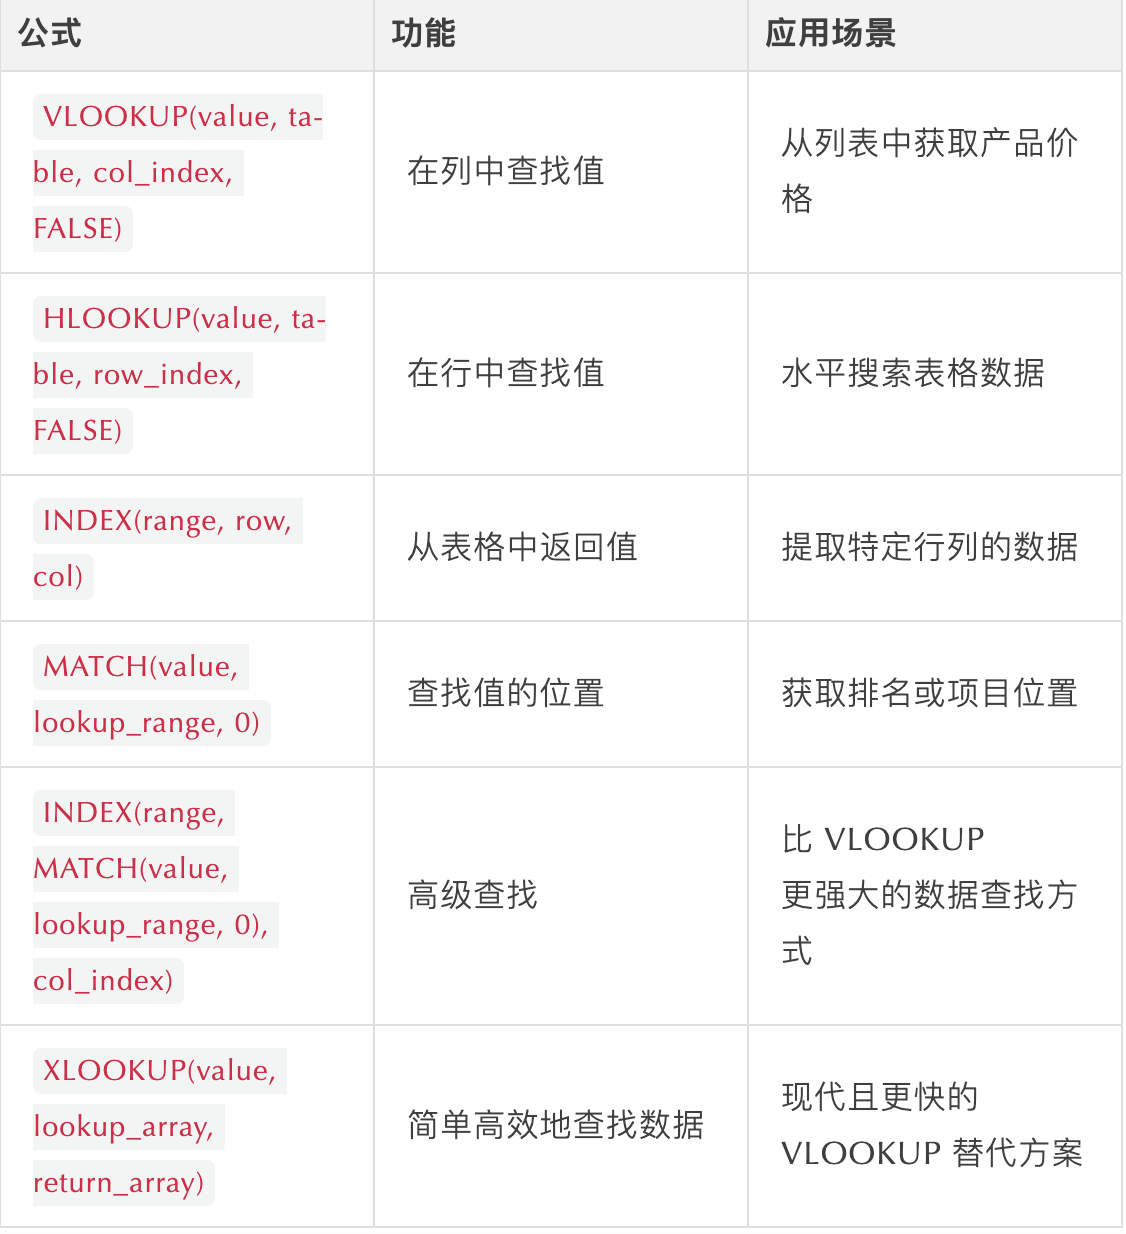 公式
功能
应用场景
VLOOKUP(value, ta-
ble, col_index,
FALSE)
在列中查找值
从列表中获取产品价
格
HLOOKUP(value, ta-
ble, row_index,
FALSE)
在行中查找值
水平搜索表格数据
INDEX(range, row,
col)
从表格中返回值
提取特定行列的数据
MATCH(value,
lookup_range, 0)
查找值的位置
获取排名或项目位置
INDEX(range,
MATCH(value,
lookup_range, 0),
col_index)
高级查找
比 VLOOKUP
更强大的数据查找方
式
XLOOKUP(value,
lookup_array,
return_array)
简单高效地查找数据
现代且更快的
VLOOKUP 替代方案